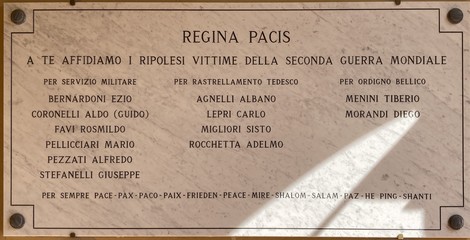 REGINA PACIS
A TE AFFIDIAMO I RIPOLESI VITTIME DELLA SECONDA GUERRA MONDIALE
PER SERVIZIO MILITARE
BERNARDONI EZIO
CORONELLI ALDO (GUIDO)
FAVI ROSMILDO
PELLICCIARI MARIO
PEZZATI ALFREDO
STEFANELLI GIUSEPPE
PER RASTRELLAMENTO TEDESCO
AGNELLI ALBANO
LEPRI CARLO
MIGLIORI SISTO
ROCCHETTA ADELMO
PER ORDIGNO BELLICO
MENINI TIBERIO
MORANDI DIEGO
PER SEMPRE PACE-PAX-PACO-PAIX-FRIEDEN-PEACE-MIRE-SHALOM-SALAM-PAZ-HE PING-SHANTI